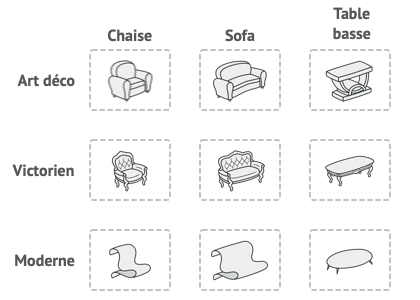 Chaise
Sofa
Table
basse
Art déco
Victorien
Moderne